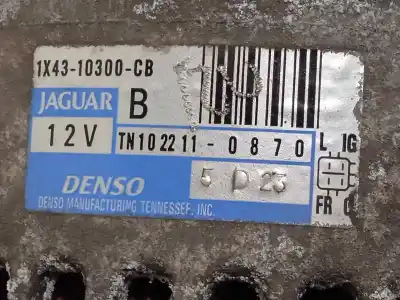 1X43-10300-CB
JAGUAR B
12V TN102211-0870 L IG
5 D 23
DENSO FR
DENSO MANUFACTURING TENNESSEE, INC.